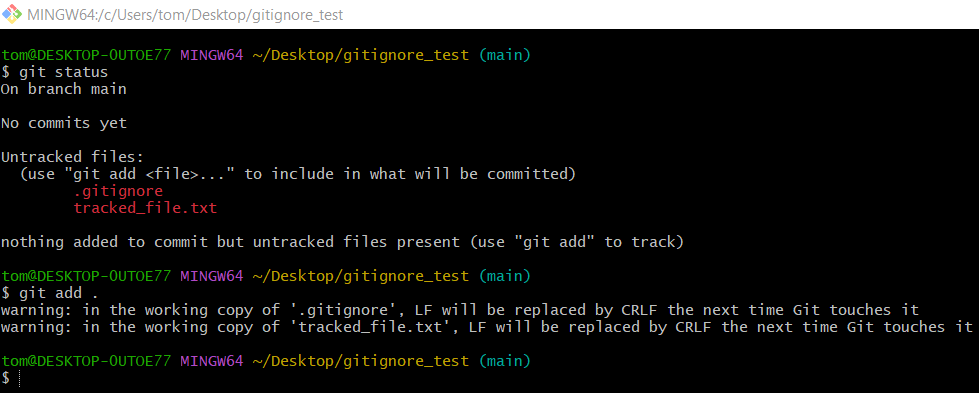 MINGW64:/c/Users/tom/Desktop/gitignore_test
tom@DESKTOP-OUTOE77 MINGW64 ~/Desktop/gitignore_test (main)
$ git status
On branch main
No commits yet
Untracked files:
  (use "git add <file>..." to include in what will be committed)
        .gitignore
        tracked_file.txt
nothing added to commit but untracked files present (use "git add" to track)
tom@DESKTOP-OUTOE77 MINGW64 ~/Desktop/gitignore_test (main)
$ git add .
warning: in the working copy of '.gitignore', LF will be replaced by CRLF the next time Git touches it
warning: in the working copy of 'tracked_file.txt', LF will be replaced by CRLF the next time Git touches it
tom@DESKTOP-OUTOE77 MINGW64 ~/Desktop/gitignore_test (main)
$